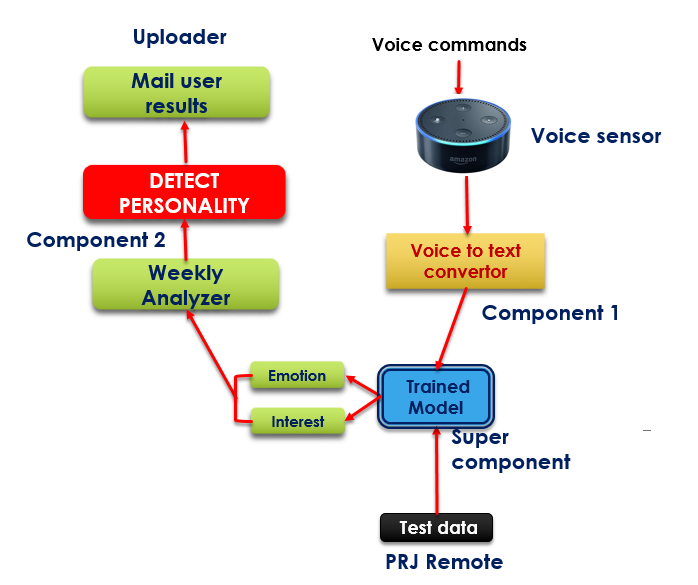 Uploader
Voice commands
Mail user
results
amazon
Voice sensor
DETECT
PERSONALITY
Component 2
Voice to text
convertor
Weekly
Analyzer
Component 1
Emotion
Interest
Trained
Model
Super
component
Test data
PRJ Remote